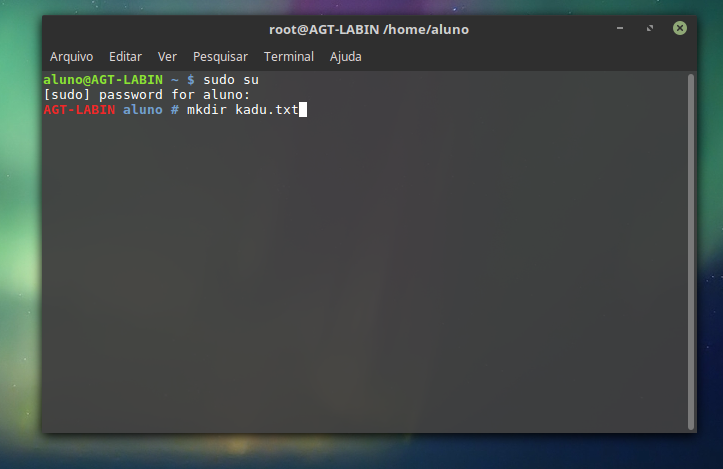 root@AGT-LABIN /home/aluno
Arquivo Editar Ver Pesquisar Terminal Ajuda
aluno@AGT-LABIN ~ $ sudo su
[sudo] password for aluno:
AGT-LABIN aluno # mkdir kadu.txt